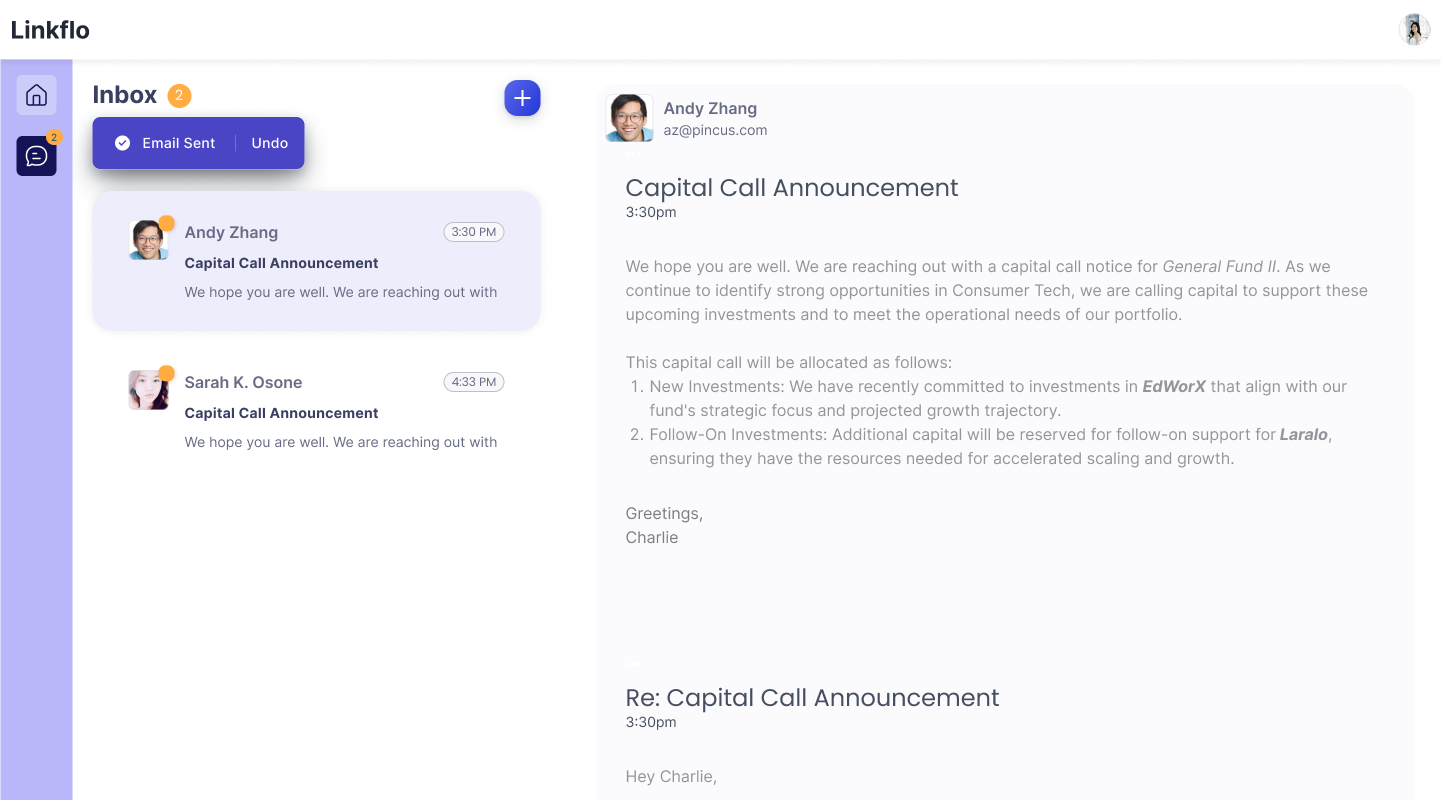 Linkflo
Inbox 2
2
Email Sent Undo
Andy Zhang 3:30 PM
Capital Call Announcement
We hope you are well. We are reaching out with
Sarah K. Osone 4:33 PM
Capital Call Announcement
We hope you are well. We are reaching out with
Andy Zhang
az@pincus.com
Capital Call Announcement
3:30pm
We hope you are well. We are reaching out with a capital call notice for General Fund II. As we
continue to identify strong opportunities in Consumer Tech, we are calling capital to support these
upcoming investments and to meet the operational needs of our portfolio.
This capital call will be allocated as follows:
1. New Investments: We have recently committed to investments in EdWorX that align with our
fund's strategic focus and projected growth trajectory.
2. Follow-On Investments: Additional capital will be reserved for follow-on support for Laralo,
ensuring they have the resources needed for accelerated scaling and growth.
Greetings,
Charlie
Re: Capital Call Announcement
3:30pm
Hey Charlie,